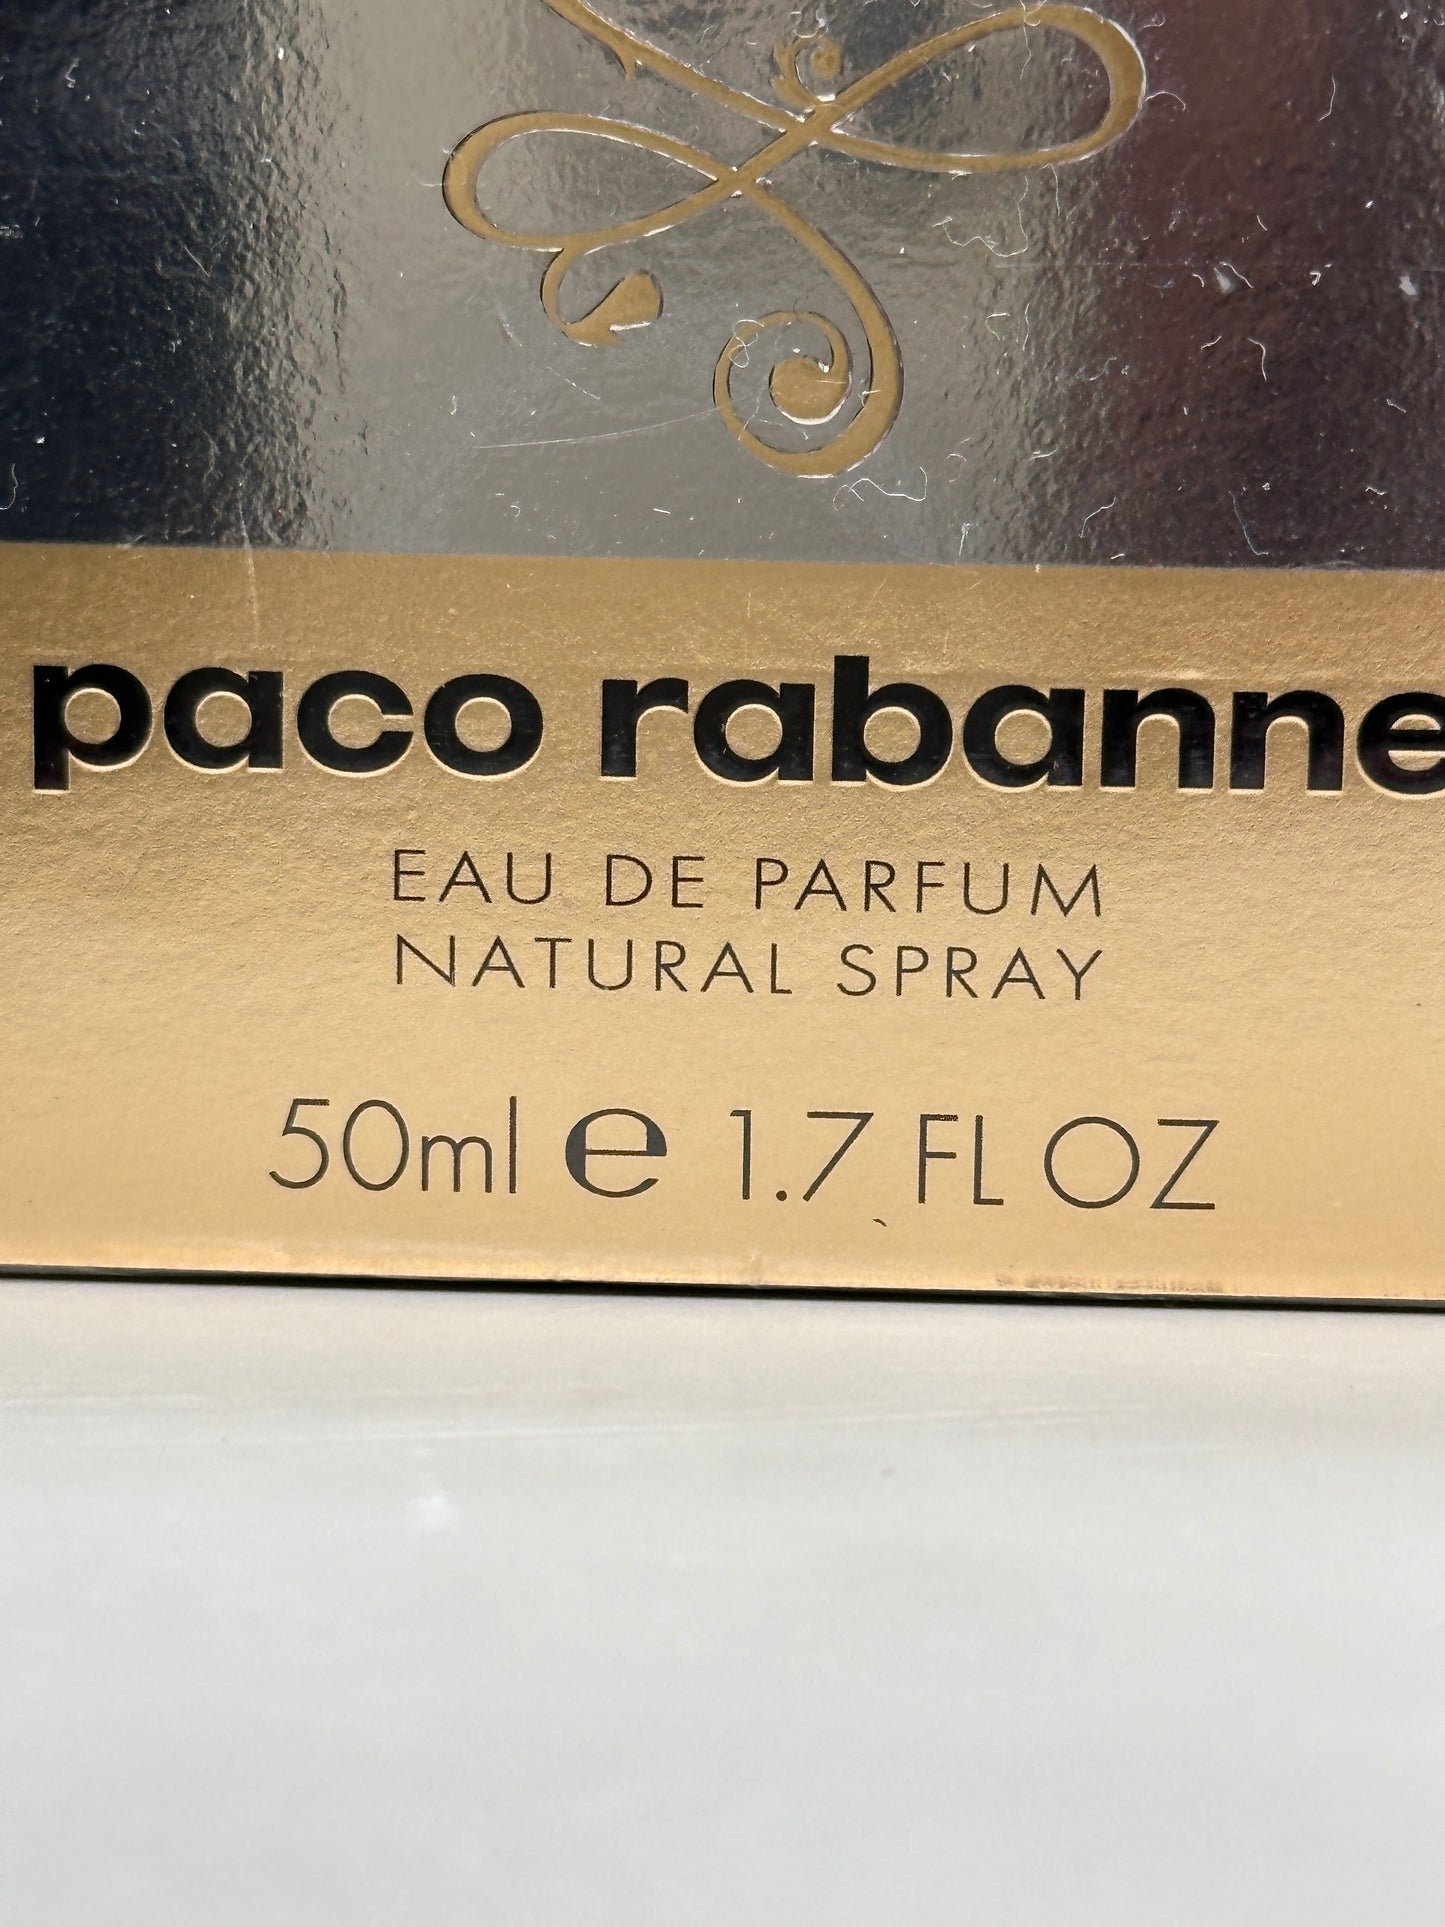 paco rabanne
EAU DE PARFUM
NATURAL SPRAY
50ml e 1.7 FL OZ